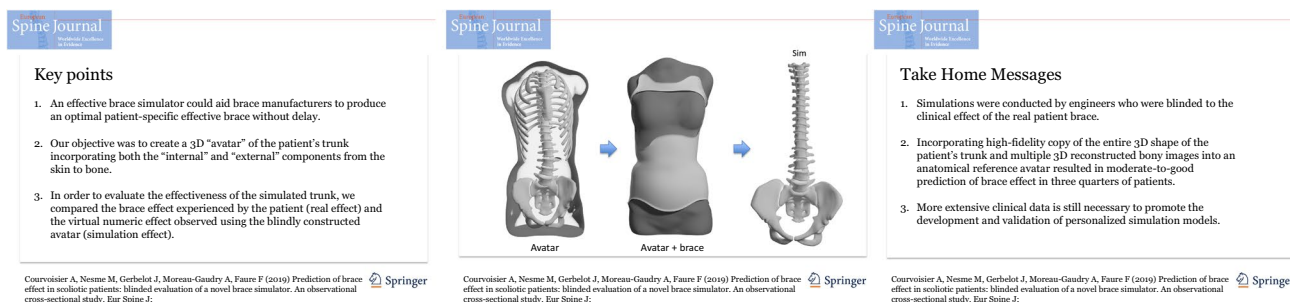 European
Spine Journal
Worldwide Excellence
in Evidence
Key points
1. An effective brace simulator could aid brace manufacturers to produce
an optimal patient-specific effective brace without delay.
2. Our objective was to create a 3D “avatar” of the patient’s trunk
incorporating both the “internal” and “external” components from the
skin to bone.
3. In order to evaluate the effectiveness of the simulated trunk, we
compared the brace effect experienced by the patient (real effect) and
the virtual numeric effect observed using the blindly constructed
avatar (simulation effect).
Courvoisier A, Nesme M, Gerbelot J, Moreau-Gaudry A, Faure F (2019) Prediction of brace
effect in scoliotic patients: blinded evaluation of a novel brace simulator. An observational
cross-sectional study. Eur Spine J;
Springer
European
Spine Journal
Worldwide Excellence
in Evidence
Sim
Avatar
Avatar + brace
Courvoisier A, Nesme M, Gerbelot J, Moreau-Gaudry A, Faure F (2019) Prediction of brace
effect in scoliotic patients: blinded evaluation of a novel brace simulator. An observational
cross-sectional study. Eur Spine J;
Springer
European
Spine Journal
Worldwide Excellence
in Evidence
Take Home Messages
1. Simulations were conducted by engineers who were blinded to the
clinical effect of the real patient brace.
2. Incorporating high-fidelity copy of the entire 3D shape of the
patient’s trunk and multiple 3D reconstructed bony images into an
anatomical reference avatar resulted in moderate-to-good
prediction of brace effect in three quarters of patients.
3. More extensive clinical data is still necessary to promote the
development and validation of personalized simulation models.
Courvoisier A, Nesme M, Gerbelot J, Moreau-Gaudry A, Faure F (2019) Prediction of brace
effect in scoliotic patients: blinded evaluation of a novel brace simulator. An observational
cross-sectional study. Eur Spine J;
Springer